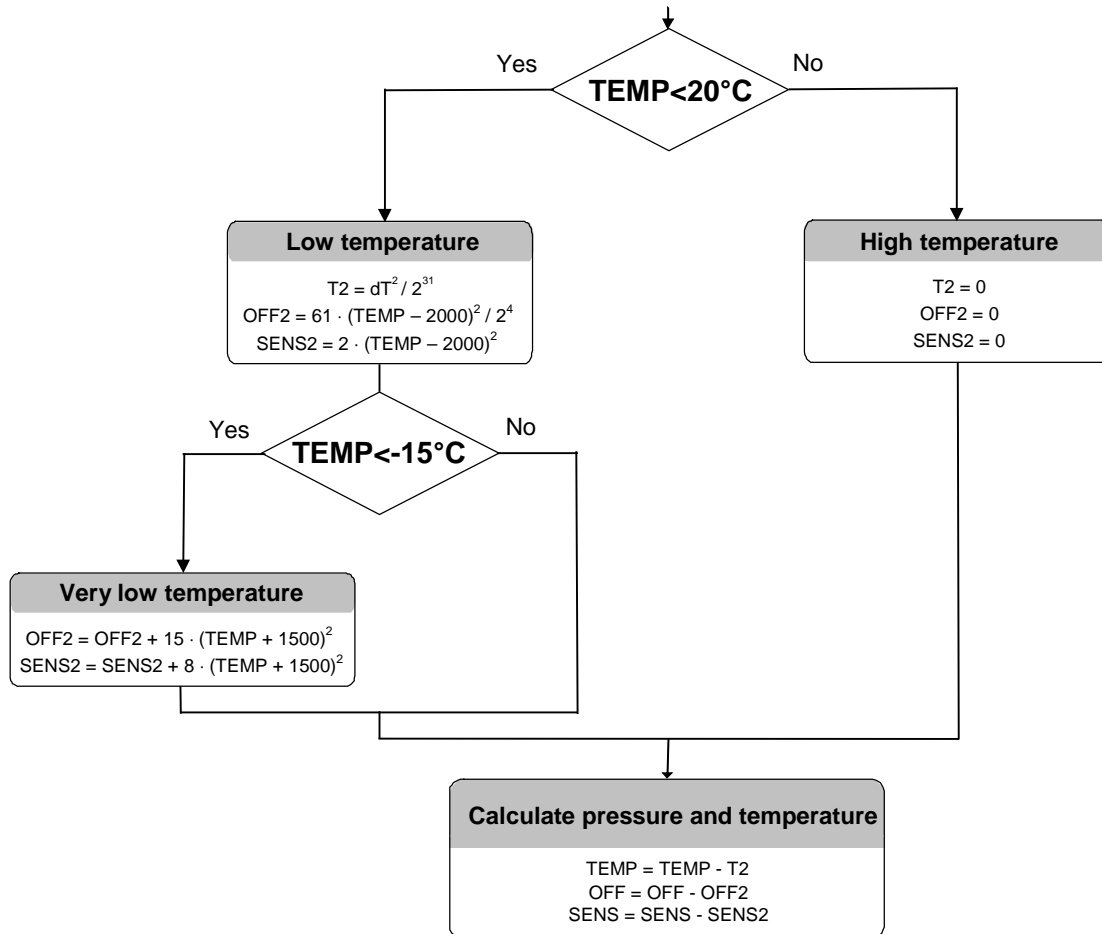 Yes
No
TEMP<20°C
Low temperature
T2 = dT² / 2³¹
OFF2 = 61 · (TEMP – 2000)² / 2⁴
SENS2 = 2 · (TEMP – 2000)²
High temperature
T2 = 0
OFF2 = 0
SENS2 = 0
Yes
No
TEMP<-15°C
Very low temperature
OFF2 = OFF2 + 15 · (TEMP + 1500)²
SENS2 = SENS2 + 8 · (TEMP + 1500)²
Calculate pressure and temperature
TEMP = TEMP - T2
OFF = OFF - OFF2
SENS = SENS - SENS2